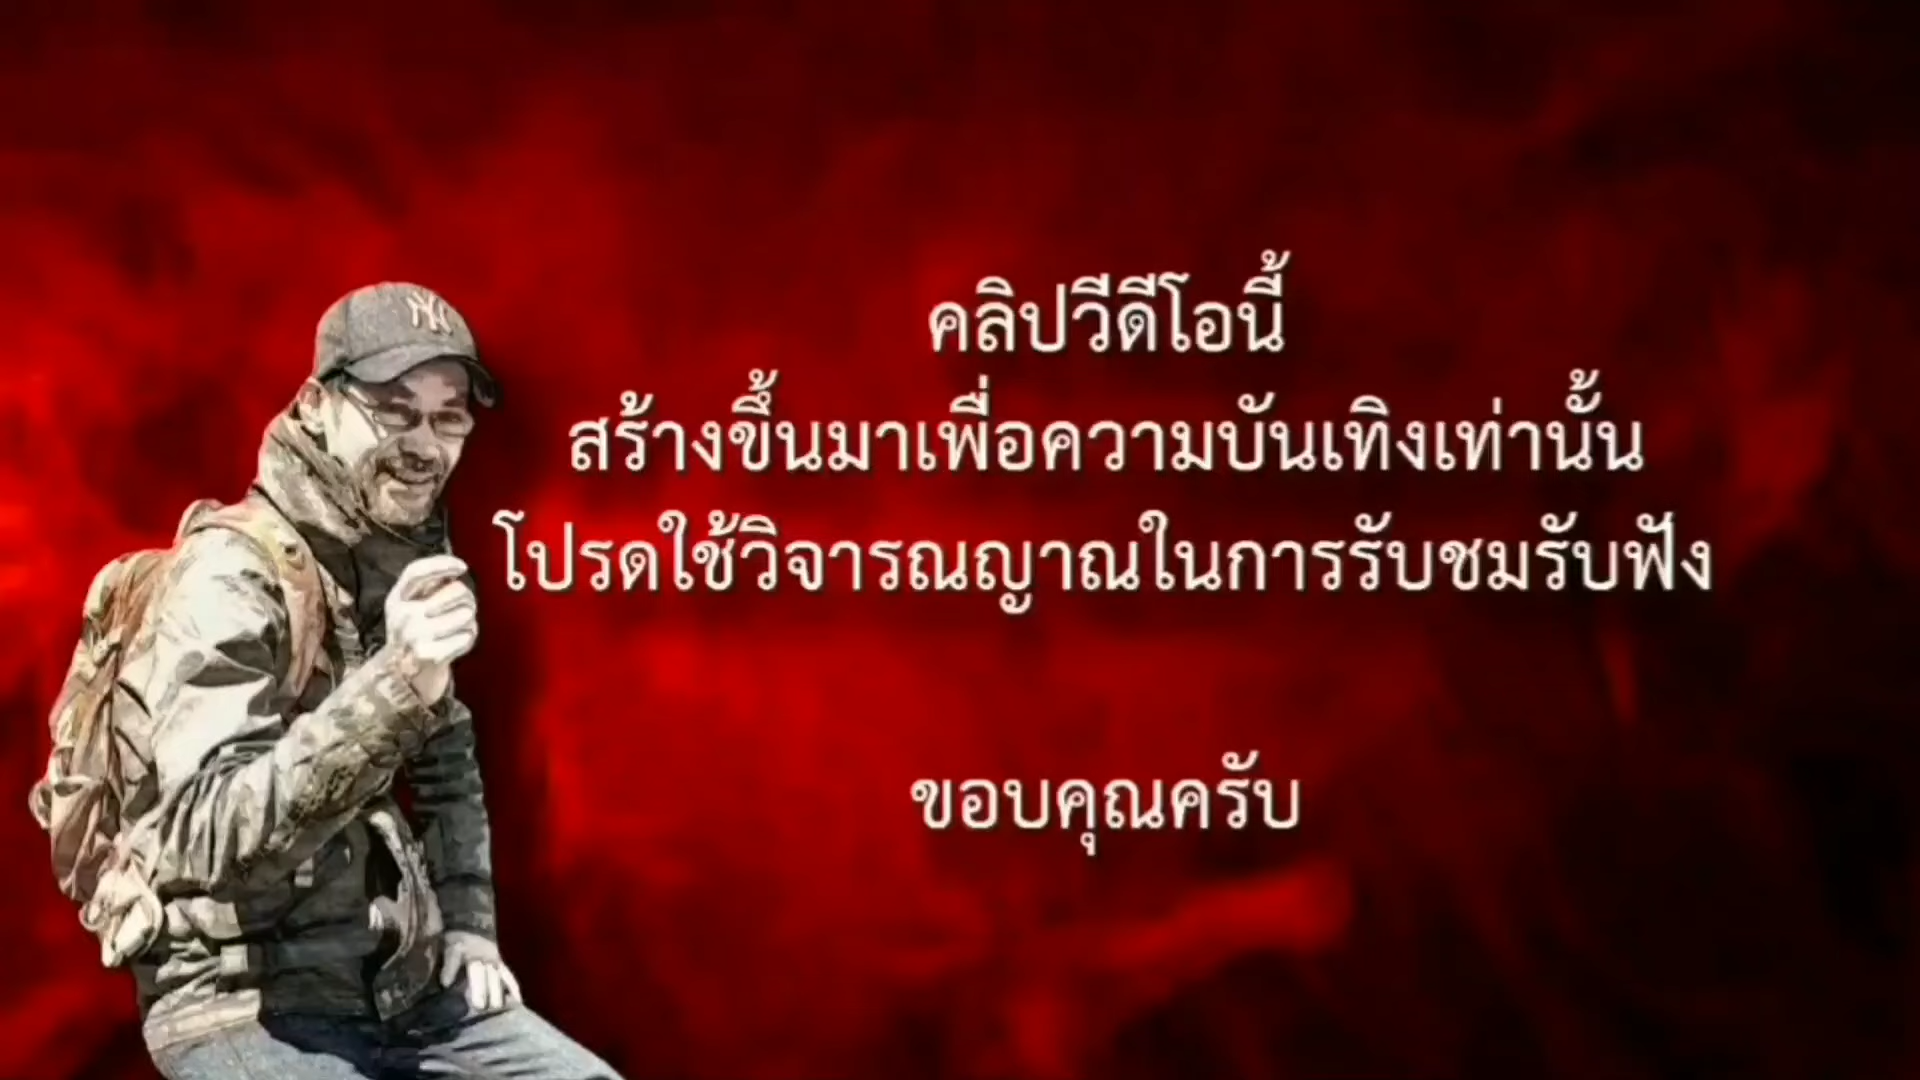 NY
คลิปวีดีโอนี้
สร้างขึ้นมาเพื่อความบันเทิงเท่านั้น
โปรดใช้วิจารณญาณในการรับชมรับฟัง
ขอบคุณครับ